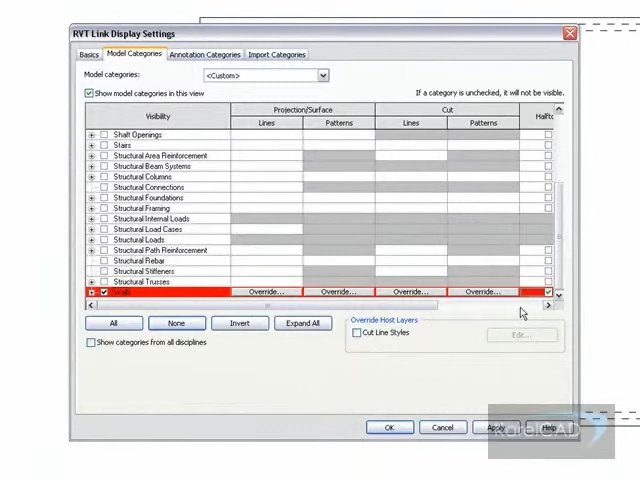 RVT Link Display Settings
Basics Model Categories Annotation Categories Import Categories
Model categories: <Custom>
Show model categories in this view If a category is unchecked, it will not be visible.
Visibility Projection/Surface Cut Halfto
Lines Patterns Lines Patterns
Shaft Openings
Stairs
Structural Area Reinforcement
Structural Beam Systems
Structural Columns
Structural Connections
Structural Foundations
Structural Framing
Structural Internal Loads
Structural Load Cases
Structural Loads
Structural Path Reinforcement
Structural Rebar
Structural Stiffeners
Structural Trusses
Walls Override... Override... Override... Override...
All None Invert Expand All
Override Host Layers
Cut Line Styles Edit...
Show categories from all disciplines
OK Cancel Apply Help